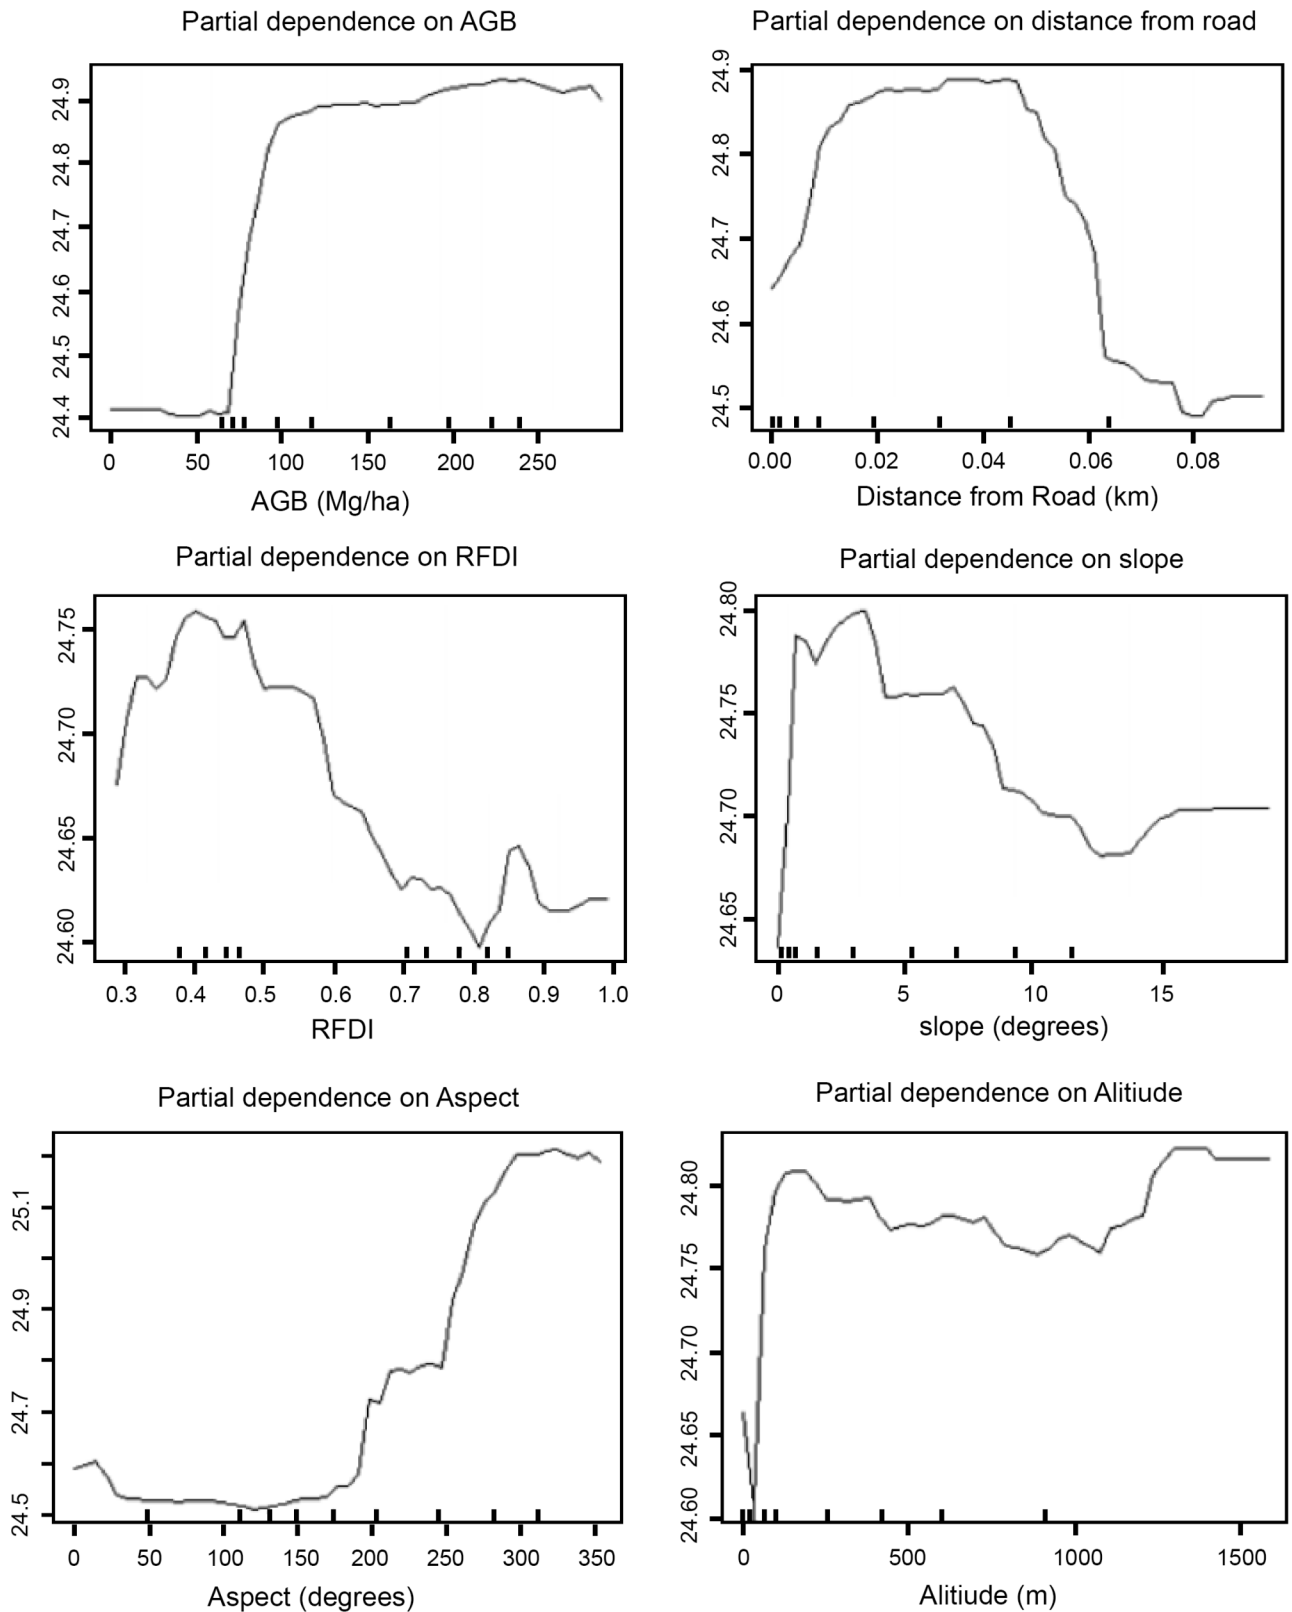 Partial dependence on AGB
24.9
24.8
24.7
24.6
24.5
24.4
0 50 100 150 200 250
AGB (Mg/ha)
Partial dependence on distance from road
24.9
24.8
24.7
24.6
24.5
0.00 0.02 0.04 0.06 0.08
Distance from Road (km)
Partial dependence on RFDI
24.75
24.70
24.65
24.60
0.3 0.4 0.5 0.6 0.7 0.8 0.9 1.0
RFDI
Partial dependence on slope
24.80
24.75
24.70
24.65
0 5 10 15
slope (degrees)
Partial dependence on Aspect
25.1
24.9
24.7
24.5
0 50 100 150 200 250 300 350
Aspect (degrees)
Partial dependence on Alitiude
24.80
24.75
24.70
24.65
24.60
0 500 1000 1500
Alitiude (m)